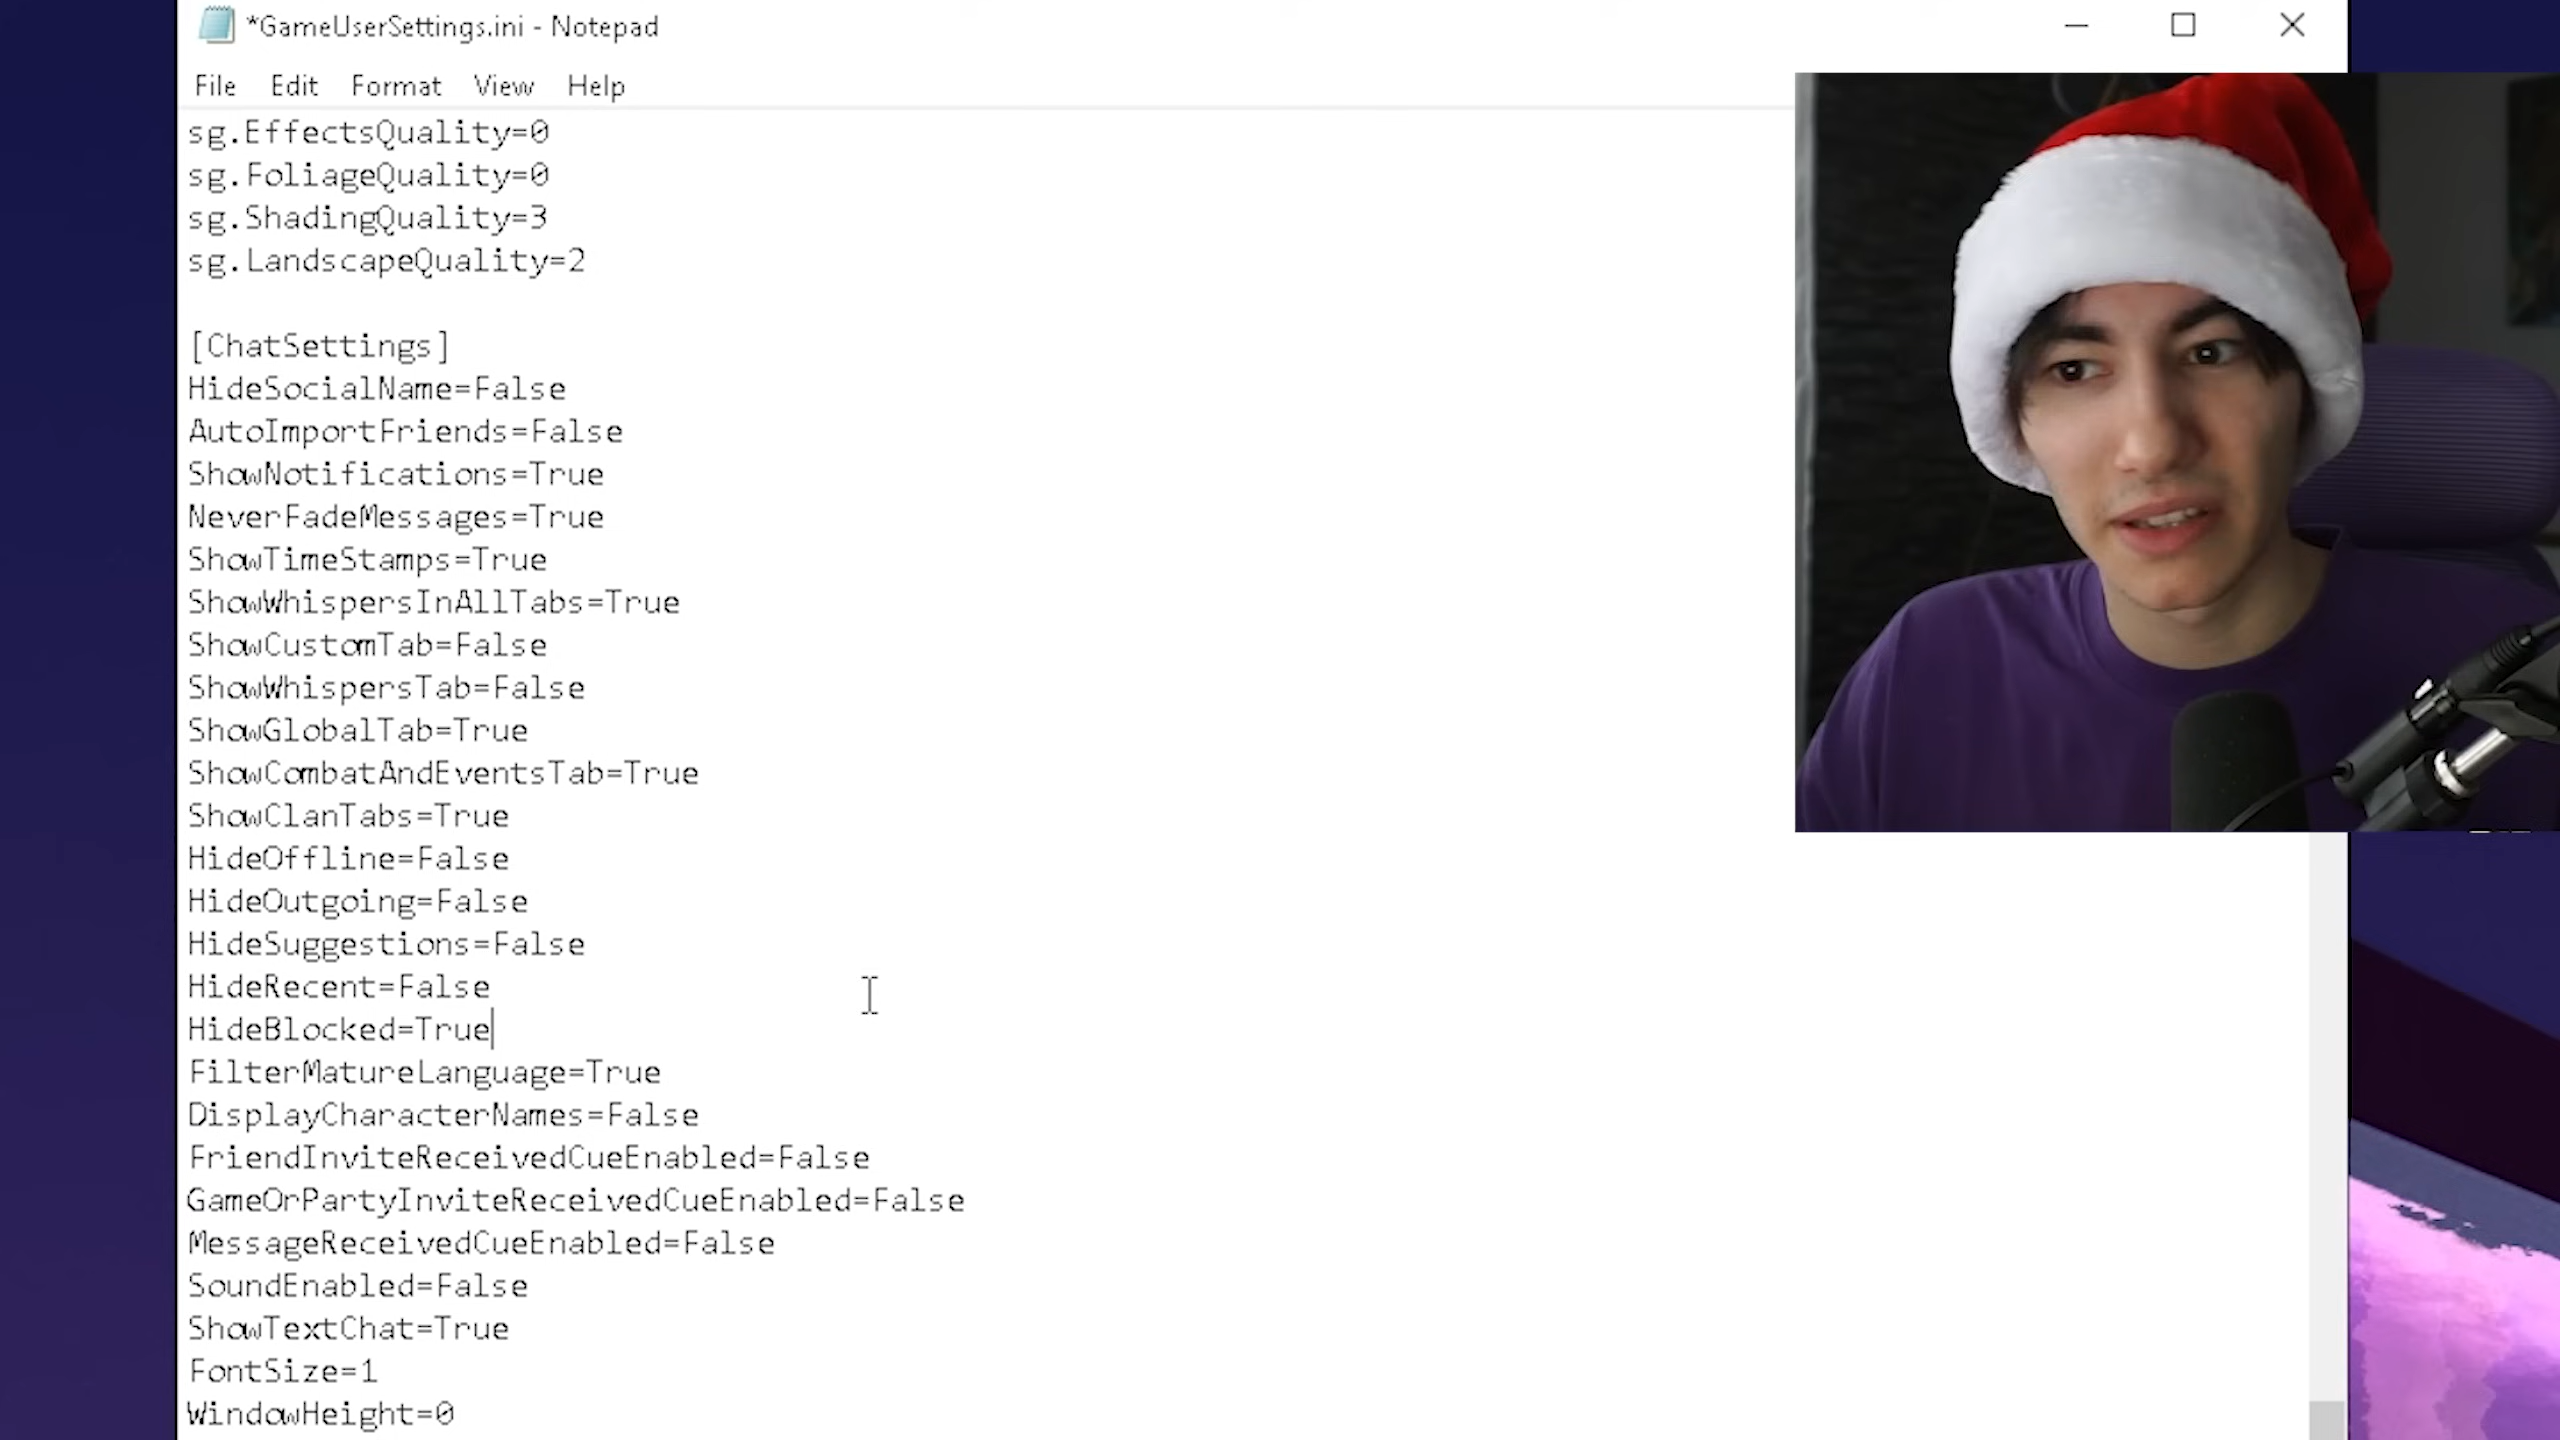 *GameUserSettings.ini - Notepad
File Edit Format View Help
sg.EffectsQuality=0
sg.FoliageQuality=0
sg.ShadingQuality=3
sg.LandscapeQuality=2
[ChatSettings]
HideSocialName=False
AutoImportFriends=False
ShowNotifications=True
NeverFadeMessages=True
ShowTimeStamps=True
ShowWhispersInAllTabs=True
ShowCustomTab=False
ShowWhispersTab=False
ShowGlobalTab=True
ShowCombatAndEventsTab=True
ShowClanTabs=True
HideOffline=False
HideOutgoing=False
HideSuggestions=False
HideRecent=False
HideBlocked=True
FilterMatureLanguage=True
DisplayCharacterNames=False
FriendInviteReceivedCueEnabled=False
GameOrPartyInviteReceivedCueEnabled=False
MessageReceivedCueEnabled=False
SoundEnabled=False
ShowTextChat=True
FontSize=1
WindowHeight=0